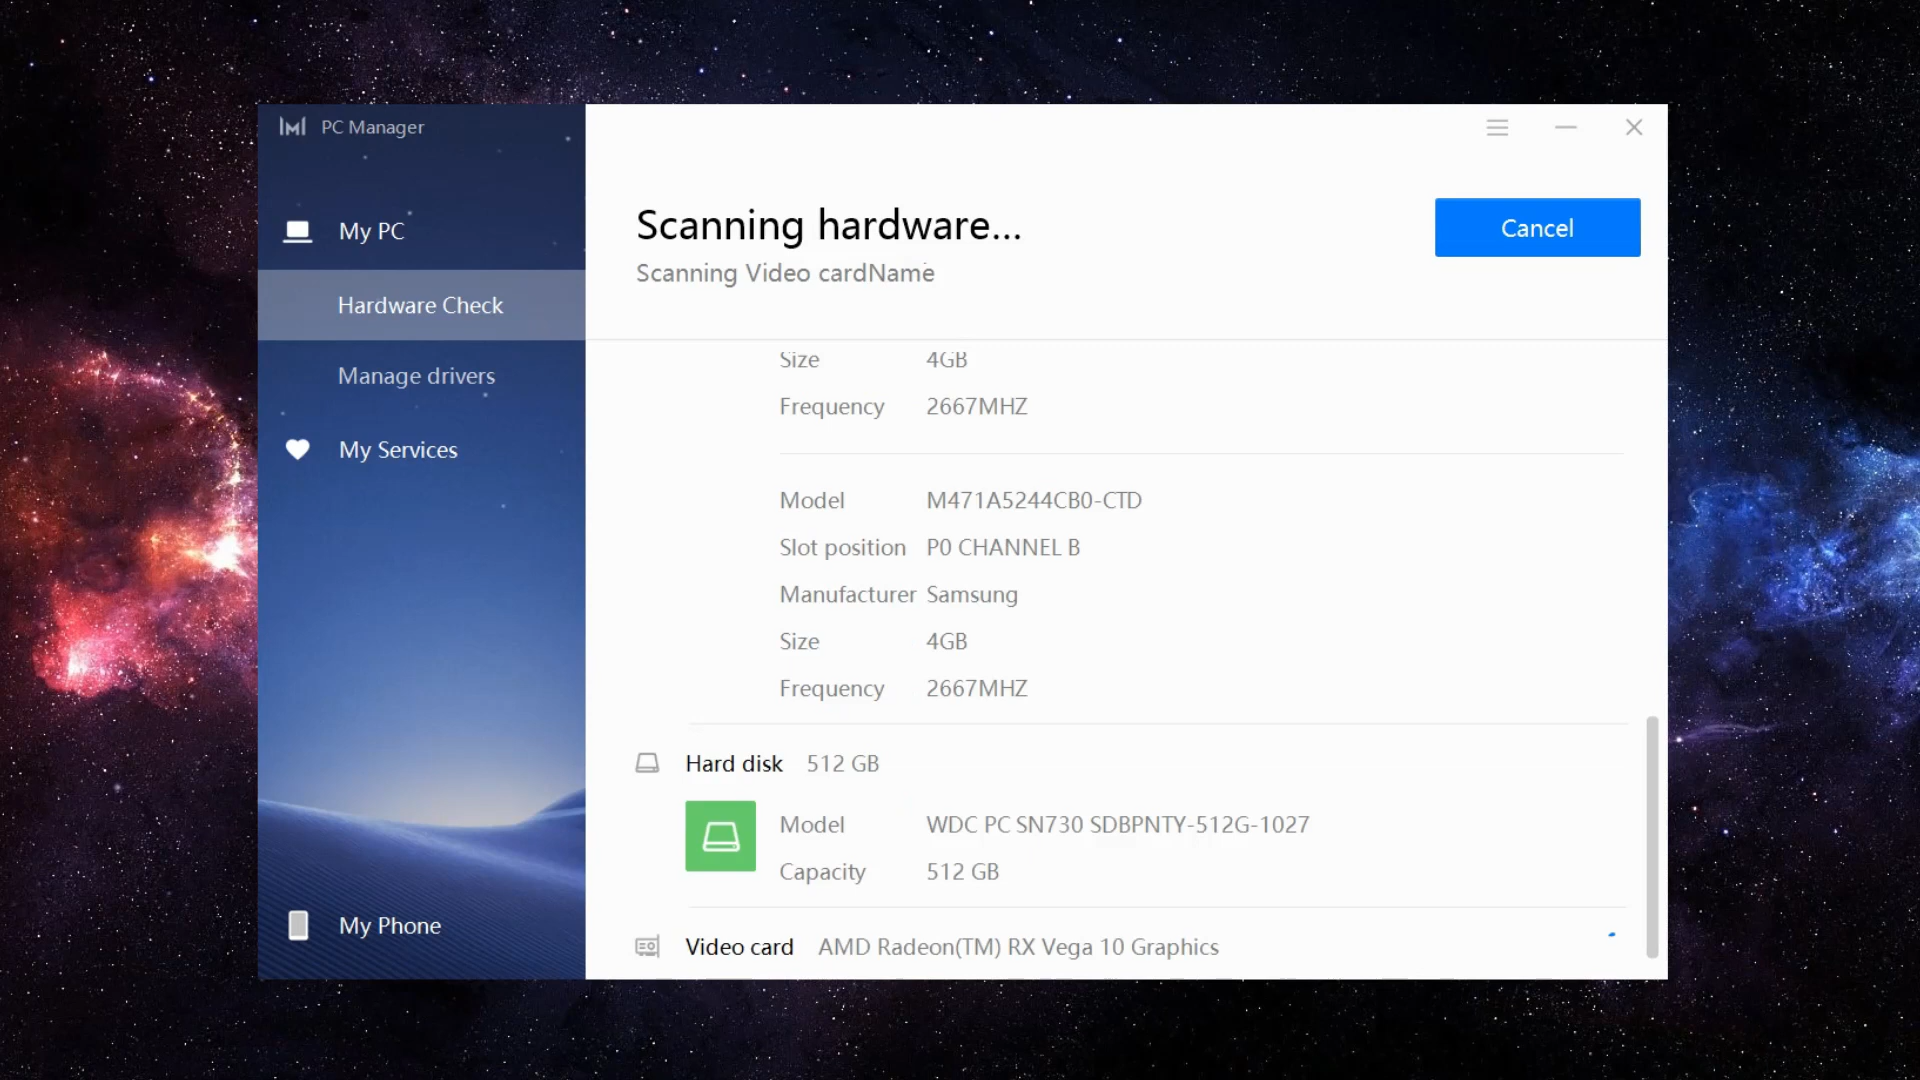 PC Manager
My PC
Hardware Check
Manage drivers
My Services
My Phone
Scanning hardware...
Scanning Video cardName
Cancel
Size 4GB
Frequency 2667MHZ
Model M471A5244CB0-CTD
Slot position P0 CHANNEL B
Manufacturer Samsung
Size 4GB
Frequency 2667MHZ
Hard disk 512 GB
Model WDC PC SN730 SDBPNTY-512G-1027
Capacity 512 GB
Video card AMD Radeon(TM) RX Vega 10 Graphics